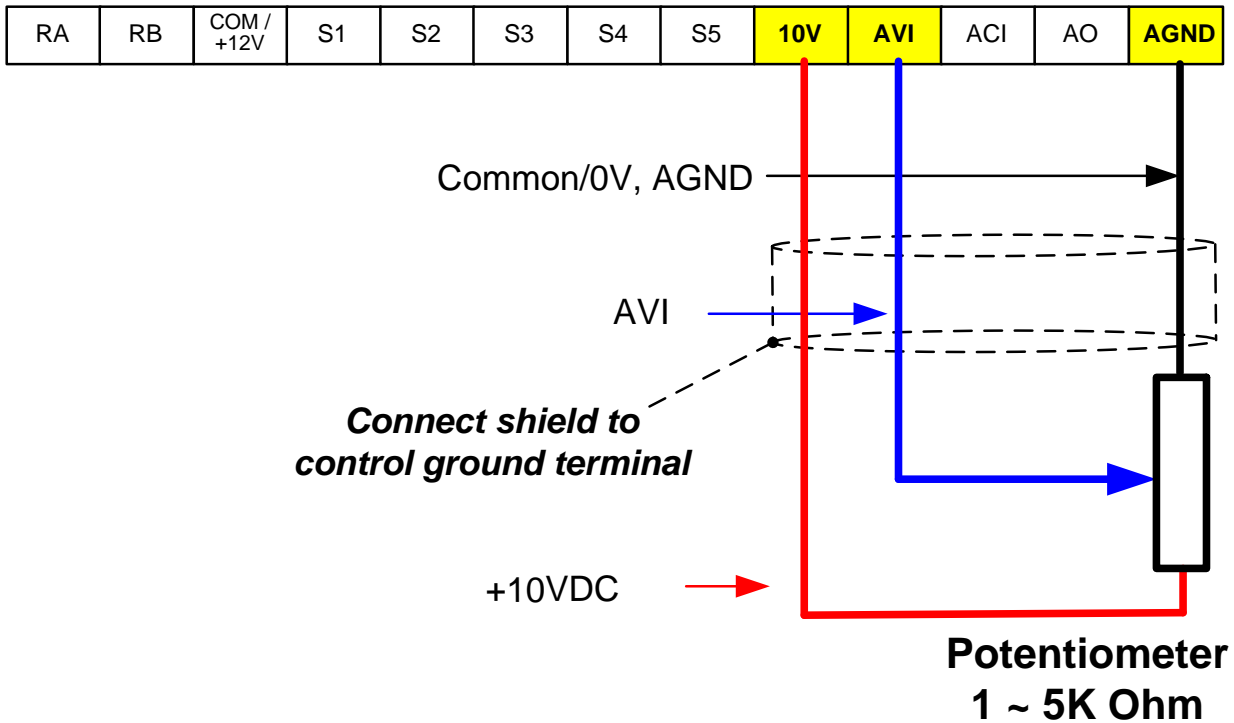 RA RB COM / +12V S1 S2 S3 S4 S5 10V AVI ACI AO AGND
Common/0V, AGND
AVI
Connect shield to
control ground terminal
+10VDC
Potentiometer
1 ~ 5K Ohm